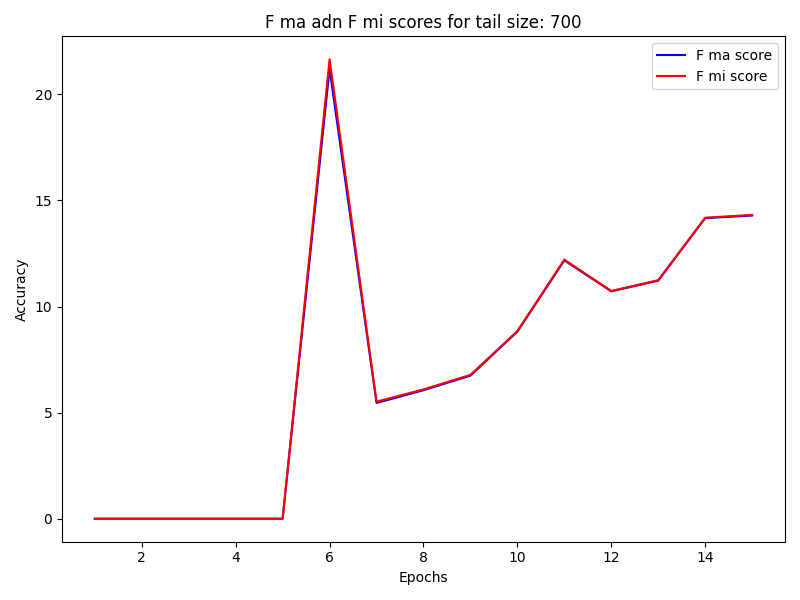 F ma adn F mi scores for tail size: 700
F ma score
F mi score
20
15
10
5
0
Accuracy
2 4 6 8 10 12 14
Epochs